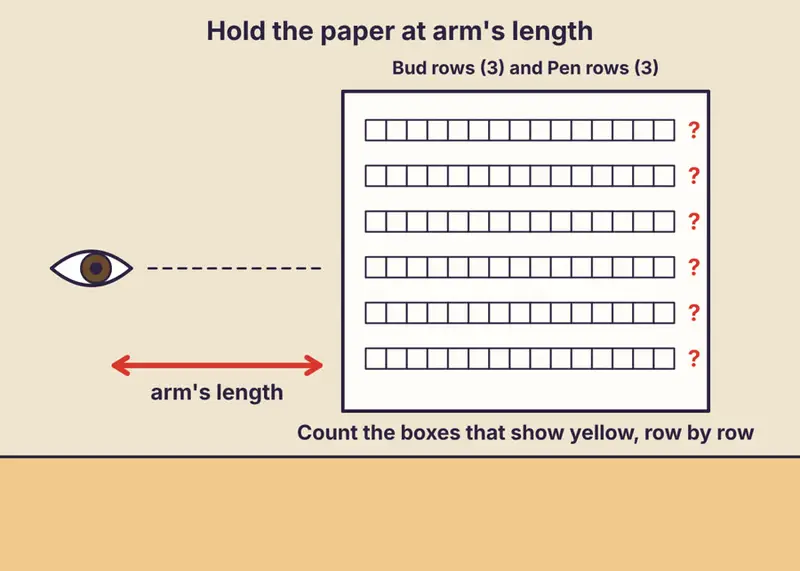 Hold the paper at arm's length
Bud rows (3) and Pen rows (3)
?
?
?
?
?
?
arm's length
Count the boxes that show yellow, row by row